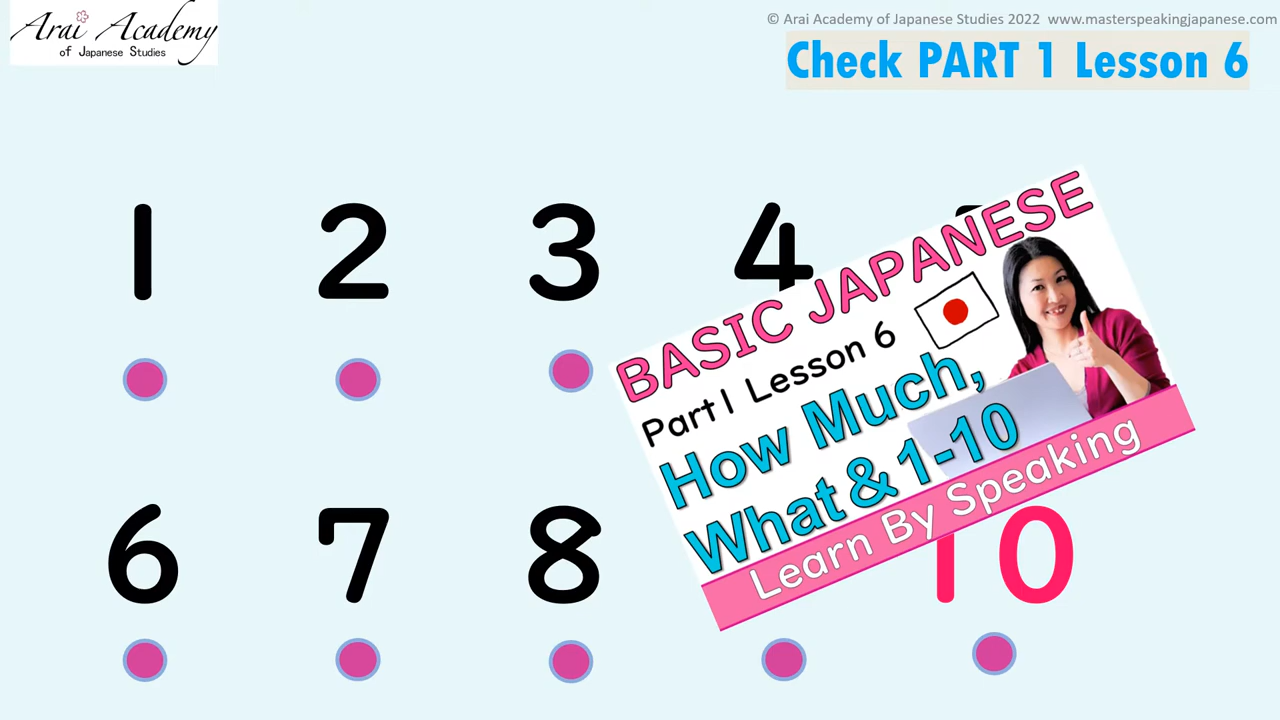 Arai Academy
of Japanese Studies
© Arai Academy of Japanese Studies 2022 www.masterspeakingjapanese.com
Check PART 1 Lesson 6
1 2 3 4
BASIC JAPANESE
Part1 Lesson 6
How Much,
What & 1-10
Learn By Speaking
6 7 8 10